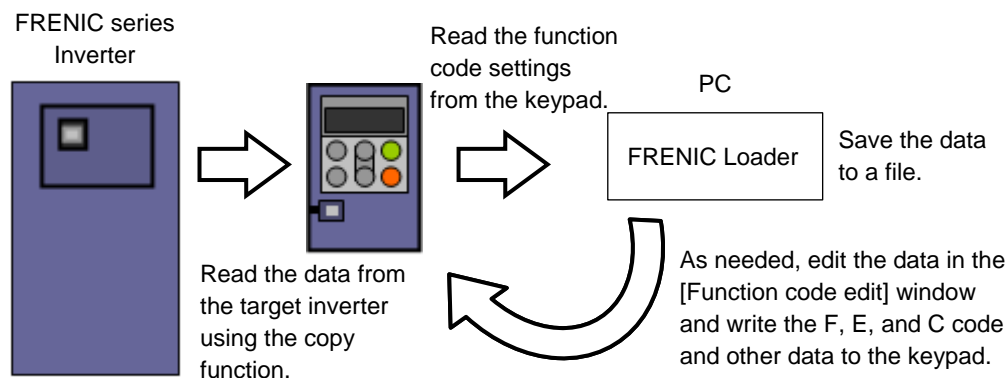 FRENIC series
Inverter
Read the function
code settings
from the keypad.
PC
FRENIC Loader
Save the data
to a file.
Read the data from
the target inverter
using the copy
function.
As needed, edit the data in the
[Function code edit] window
and write the F, E, and C code
and other data to the keypad.